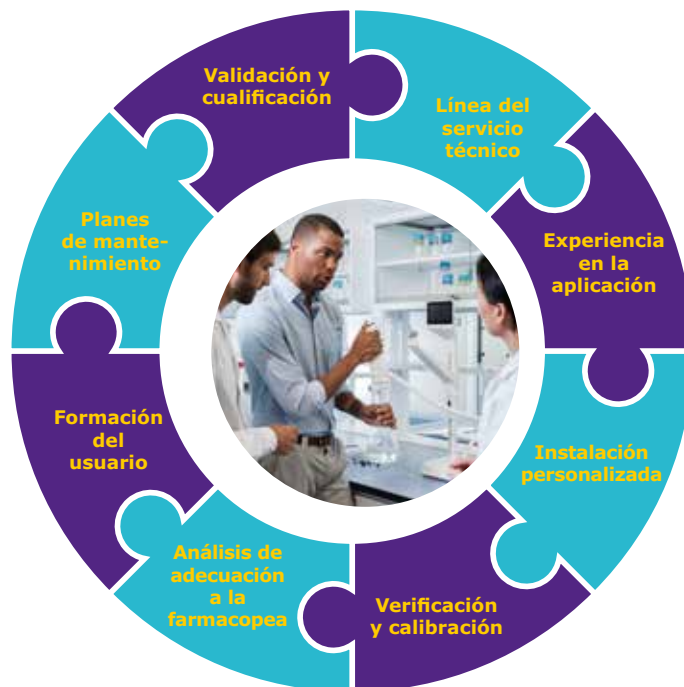 Validación y
cualificación
Línea del
servicio
técnico
Experiencia
en la
aplicación
Instalación
personalizada
Verificación
y calibración
Análisis de
adecuación
a la
farmacopea
Formación
del
usuario
Planes
de mante-
nimiento